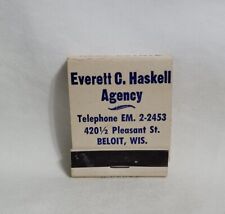 Everett C. Haskell
Agency
Telephone EM. 2-2453
420½ Pleasant St.
BELOIT, WIS.